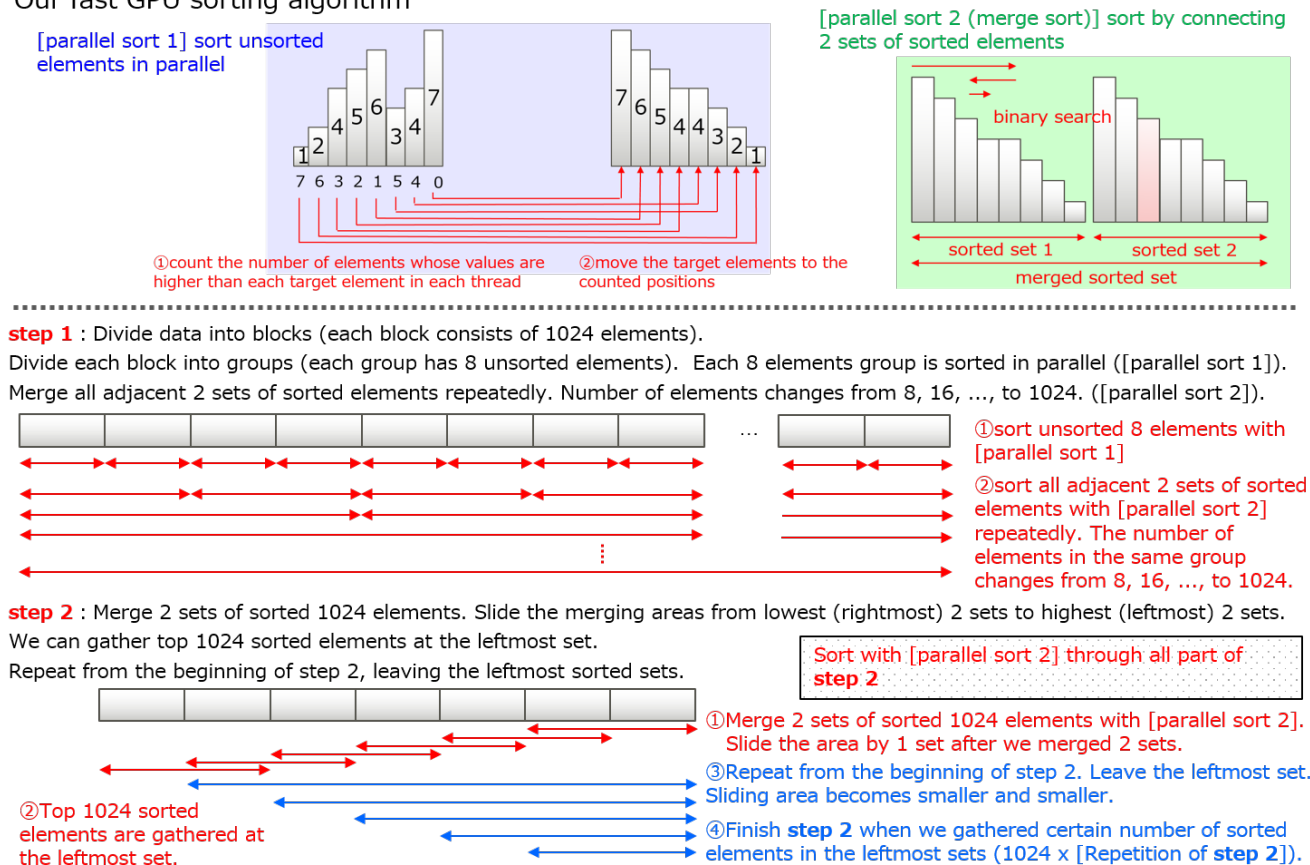 Our fast GPU sorting algorithm
[parallel sort 1] sort unsorted
elements in parallel
1 2 4 5 6 3 4 7
7 6 3 2 1 5 4 0
7 6 5 4 4 3 2 1
①count the number of elements whose values are
higher than each target element in each thread
②move the target elements to the
counted positions
[parallel sort 2 (merge sort)] sort by connecting
2 sets of sorted elements
binary search
sorted set 1
sorted set 2
merged sorted set
step 1 : Divide data into blocks (each block consists of 1024 elements).
Divide each block into groups (each group has 8 unsorted elements).  Each 8 elements group is sorted in parallel ([parallel sort 1]).
Merge all adjacent 2 sets of sorted elements repeatedly. Number of elements changes from 8, 16, ..., to 1024. ([parallel sort 2]).
...
①sort unsorted 8 elements with
[parallel sort 1]
②sort all adjacent 2 sets of sorted
elements with [parallel sort 2]
repeatedly. The number of
elements in the same group
changes from 8, 16, ..., to 1024.
step 2 : Merge 2 sets of sorted 1024 elements. Slide the merging areas from lowest (rightmost) 2 sets to highest (leftmost) 2 sets.
We can gather top 1024 sorted elements at the leftmost set.
Repeat from the beginning of step 2, leaving the leftmost sorted sets.
Sort with [parallel sort 2] through all part of
step 2
①Merge 2 sets of sorted 1024 elements with [parallel sort 2].
Slide the area by 1 set after we merged 2 sets.
②Top 1024 sorted
elements are gathered at
the leftmost set.
③Repeat from the beginning of step 2. Leave the leftmost set.
Sliding area becomes smaller and smaller.
④Finish step 2 when we gathered certain number of sorted
elements in the leftmost sets (1024 x [Repetition of step 2]).